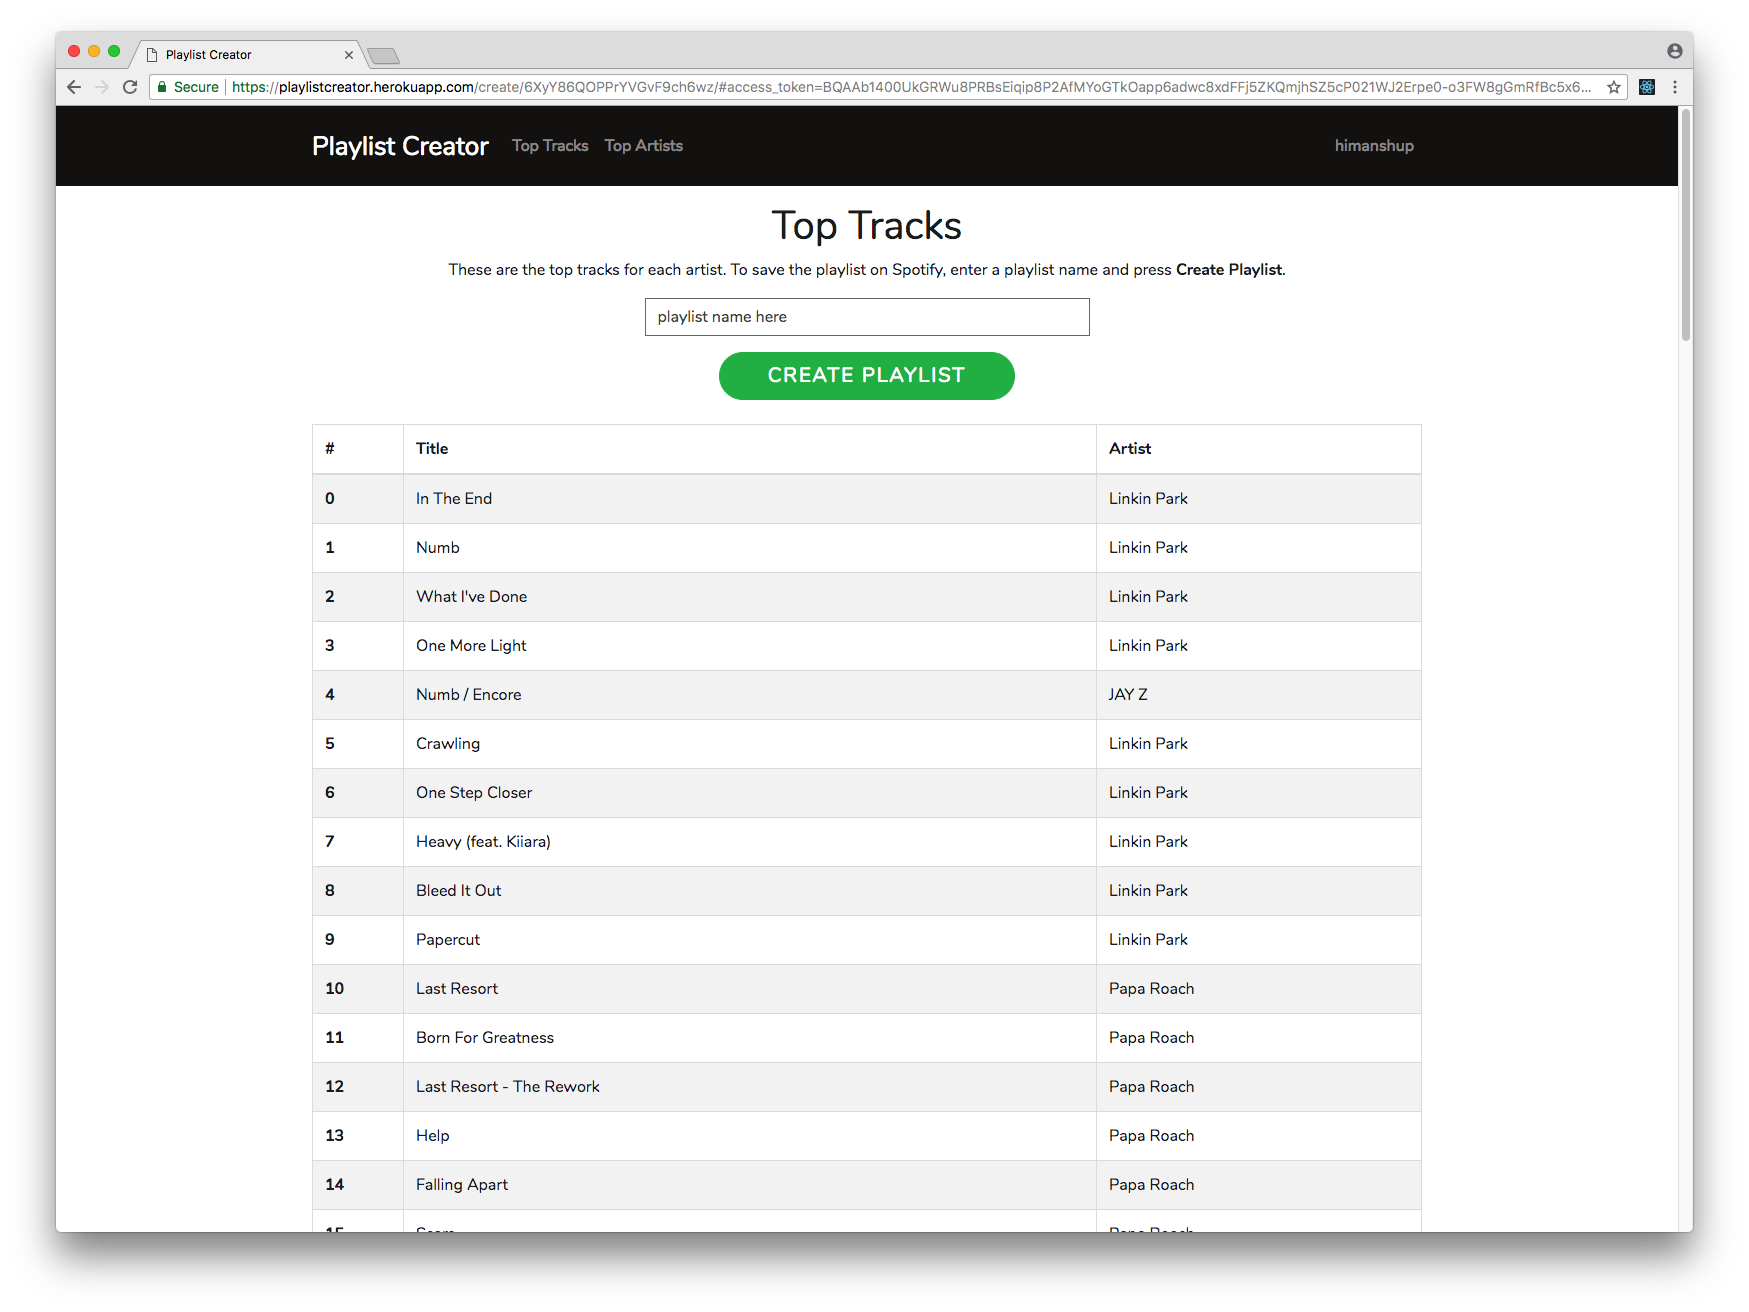 Playlist Creator
Secure https://playlistcreator.herokuapp.com/create/6XyY86QOPPrYVGvF9ch6wz/#access_token=BQAAb1400UkGRWu8PRBsEiqip8P2AfMYoGTkOapp6adwc8xdFFj5ZKQmjhSZ5cP021WJ2Erpe0-o3FW8gGmRfBc5x6...
Playlist Creator Top Tracks Top Artists himanshup
Top Tracks
These are the top tracks for each artist. To save the playlist on Spotify, enter a playlist name and press Create Playlist.
playlist name here
CREATE PLAYLIST
# Title Artist
0 In The End Linkin Park
1 Numb Linkin Park
2 What I've Done Linkin Park
3 One More Light Linkin Park
4 Numb / Encore JAY Z
5 Crawling Linkin Park
6 One Step Closer Linkin Park
7 Heavy (feat. Kiiara) Linkin Park
8 Bleed It Out Linkin Park
9 Papercut Linkin Park
10 Last Resort Papa Roach
11 Born For Greatness Papa Roach
12 Last Resort - The Rework Papa Roach
13 Help Papa Roach
14 Falling Apart Papa Roach
15 Scars Papa Roach